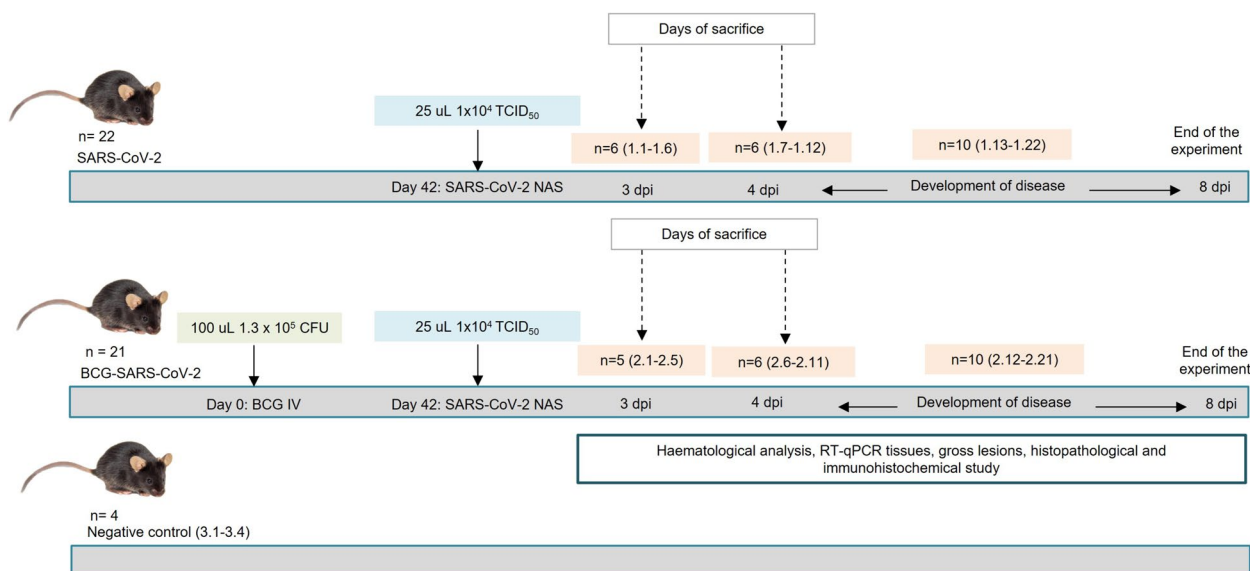 Days of sacrifice
25 uL 1x10⁴ TCID₅₀
n= 22
SARS-CoV-2
n=6 (1.1-1.6)
n=6 (1.7-1.12)
n=10 (1.13-1.22)
End of the
experiment
Day 42: SARS-CoV-2 NAS
3 dpi
4 dpi
Development of disease
8 dpi
Days of sacrifice
100 uL 1.3 x 10⁵ CFU
25 uL 1x10⁴ TCID₅₀
n = 21
BCG-SARS-CoV-2
n=5 (2.1-2.5)
n=6 (2.6-2.11)
n=10 (2.12-2.21)
End of the
experiment
Day 0: BCG IV
Day 42: SARS-CoV-2 NAS
3 dpi
4 dpi
Development of disease
8 dpi
Haematological analysis, RT-qPCR tissues, gross lesions, histopathological and
immunohistochemical study
n= 4
Negative control (3.1-3.4)